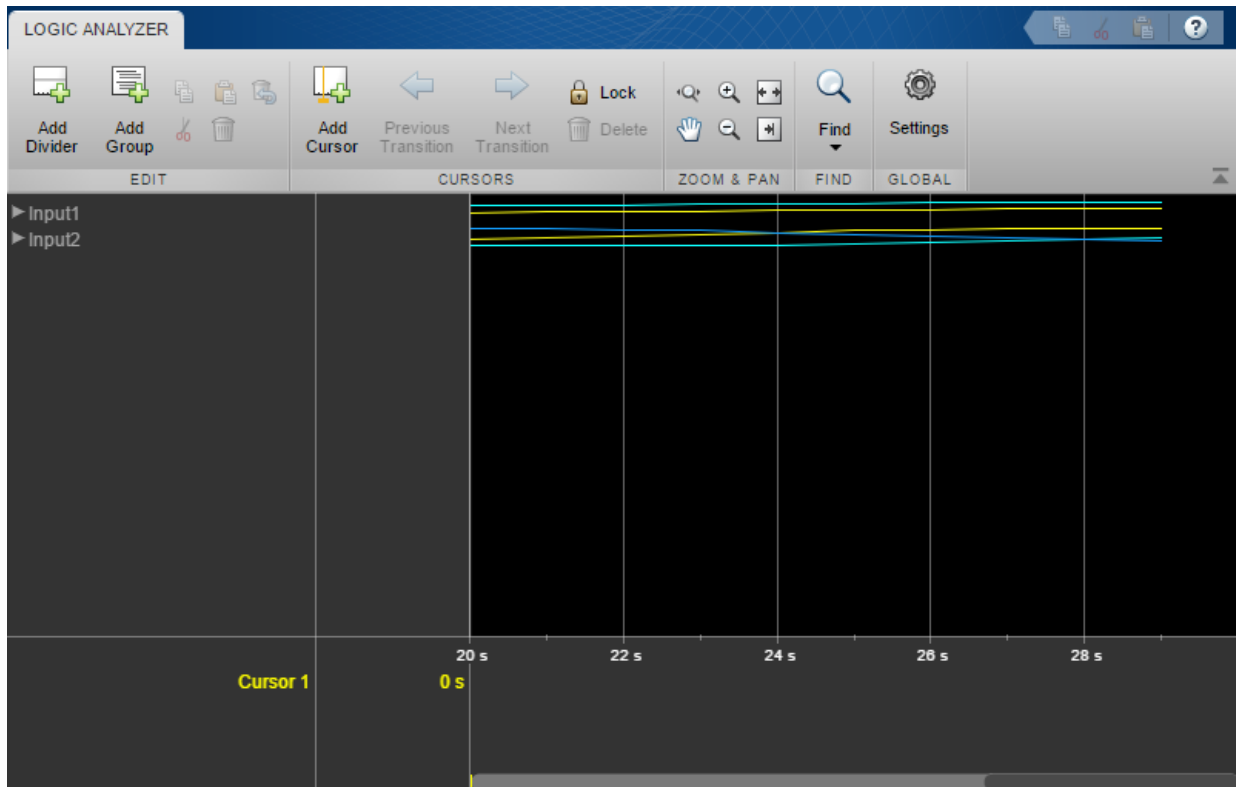 LOGIC ANALYZER
?
Add Divider
Add Group
EDIT
Add Cursor
Previous Transition
Next Transition
Lock
Delete
CURSORS
ZOOM & PAN
Find
FIND
Settings
GLOBAL
Input1
Input2
20 s 22 s 24 s 26 s 28 s
Cursor 1 0 s